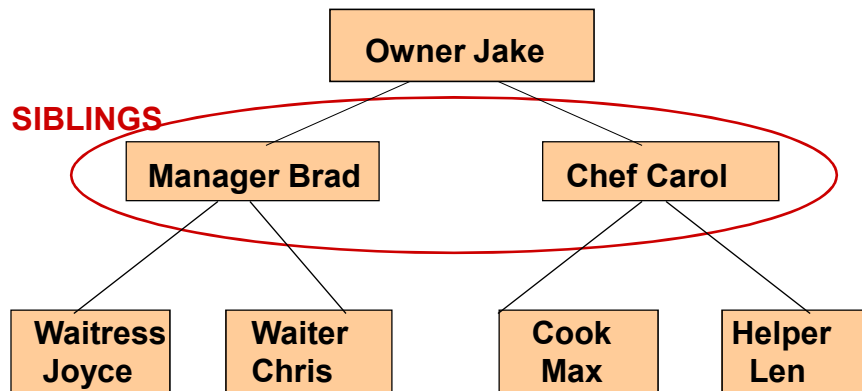 Owner Jake
SIBLINGS
Manager Brad
Chef Carol
Waitress
Joyce
Waiter
Chris
Cook
Max
Helper
Len